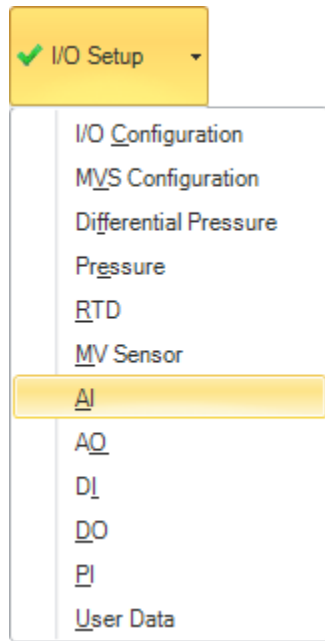 I/O Setup
I/O Configuration
MVS Configuration
Differential Pressure
Pressure
RTD
MV Sensor
AI
AO
DI
DO
PI
User Data